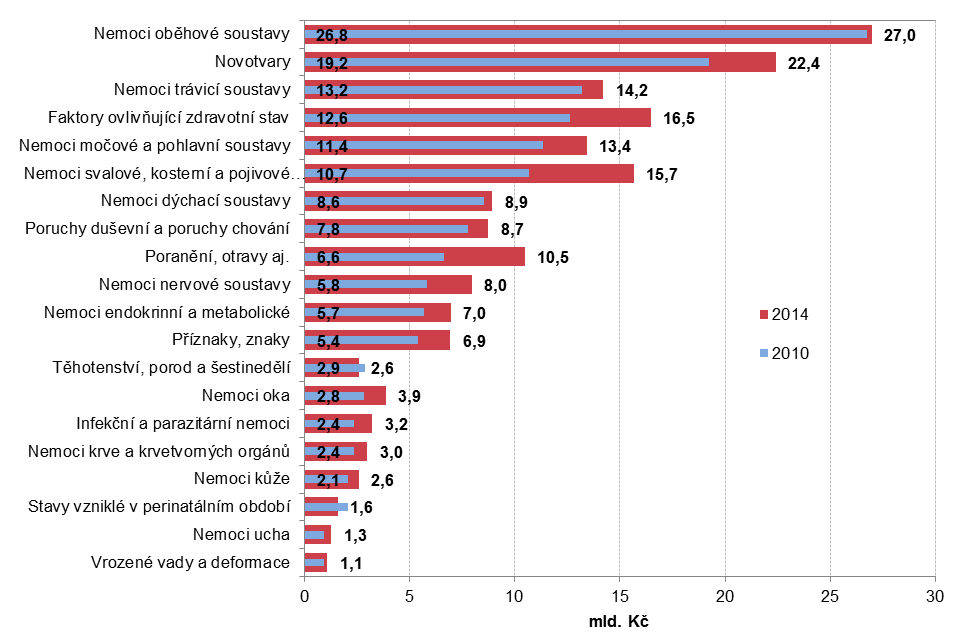 Nemoci oběhové soustavy 26,8 27,0
Novotvary 19,2 22,4
Nemoci trávicí soustavy 13,2 14,2
Faktory ovlivňující zdravotní stav 12,6 16,5
Nemoci močové a pohlavní soustavy 11,4 13,4
Nemoci svalové, kosterní a pojivové… 10,7 15,7
Nemoci dýchací soustavy 8,6 8,9
Poruchy duševní a poruchy chování 7,8 8,7
Poranění, otravy aj. 6,6 10,5
Nemoci nervové soustavy 5,8 8,0
Nemoci endokrinní a metabolické 5,7 7,0
Příznaky, znaky 5,4 6,9
Těhotenství, porod a šestinedělí 2,9 2,6
Nemoci oka 2,8 3,9
Infekční a parazitární nemoci 2,4 3,2
Nemoci krve a krvetvorných orgánů 2,4 3,0
Nemoci kůže 2,1 2,6
Stavy vzniklé v perinatálním období 1,6
Nemoci ucha 1,3
Vrozené vady a deformace 1,1
2014
2010
0 5 10 15 20 25 30
mld. Kč